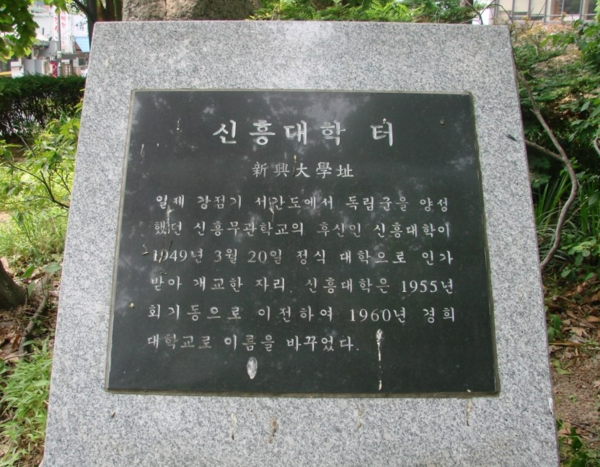 신흥대학 터
新興大學址
일제 강점기 서간도에서 독립군을 양성
했던 신흥무관학교의 후신인 신흥대학이
1949년 3월 20일 정식 대학으로 인가
받아 개교한 자리. 신흥대학은 1955년
회기동으로 이전하여 1960년 경희
대학교로 이름을 바꾸었다.